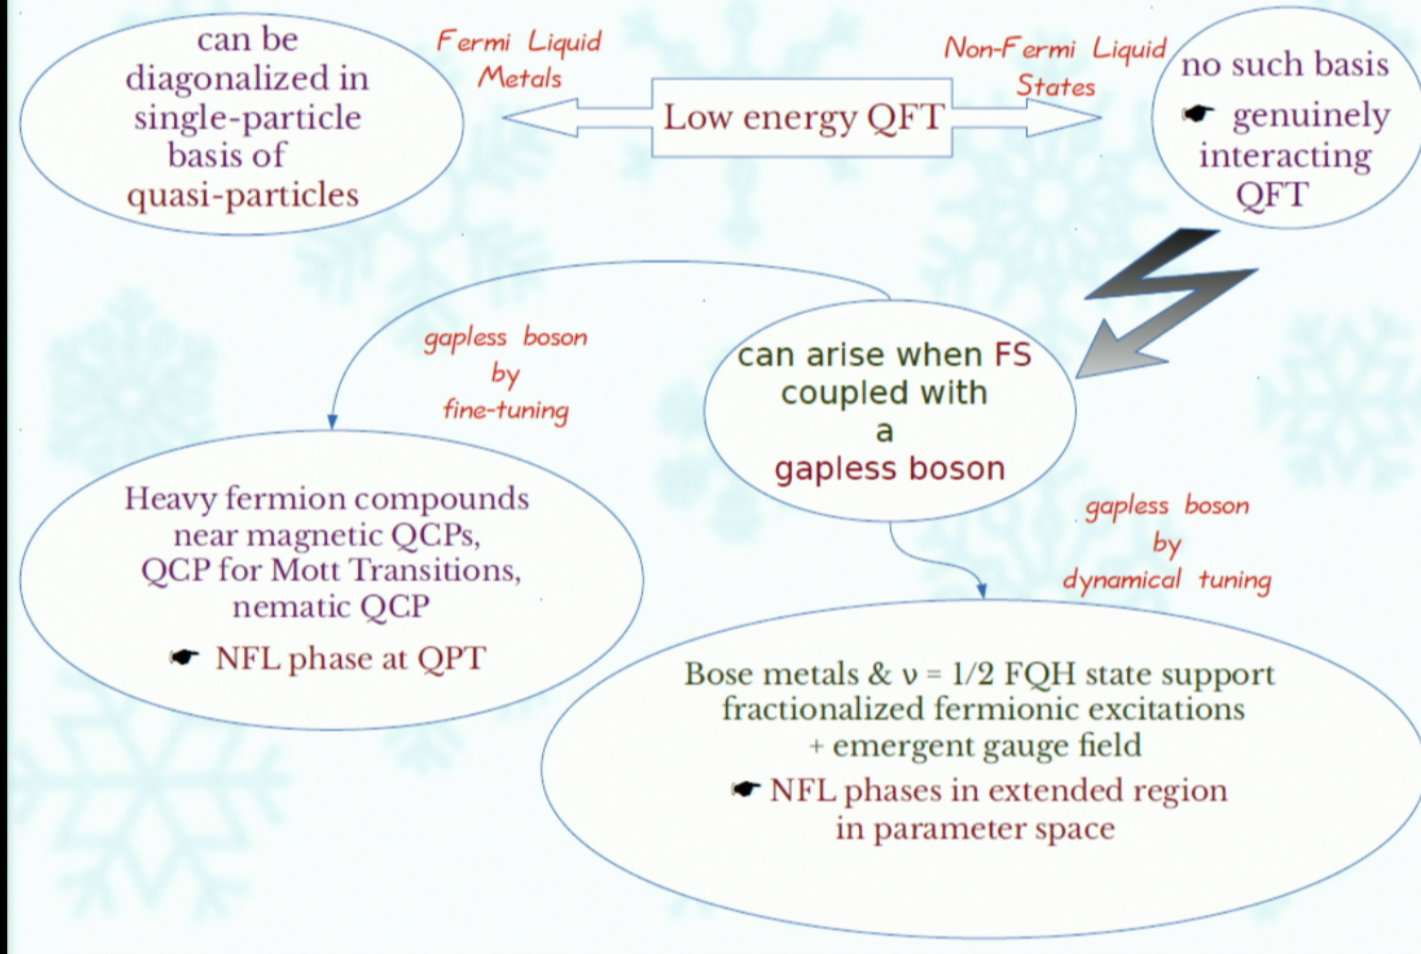 can be
diagonalized in
single-particle
basis of
quasi-particles
Fermi Liquid
Metals
Low energy QFT
Non-Fermi Liquid
States
no such basis
☛ genuinely
interacting
QFT
can arise when FS
coupled with
a
gapless boson
gapless boson
by
fine-tuning
Heavy fermion compounds
near magnetic QCPs,
QCP for Mott Transitions,
nematic QCP
☛ NFL phase at QPT
gapless boson
by
dynamical tuning
Bose metals & ν = 1/2 FQH state support
fractionalized fermionic excitations
+ emergent gauge field
☛ NFL phases in extended region
in parameter space